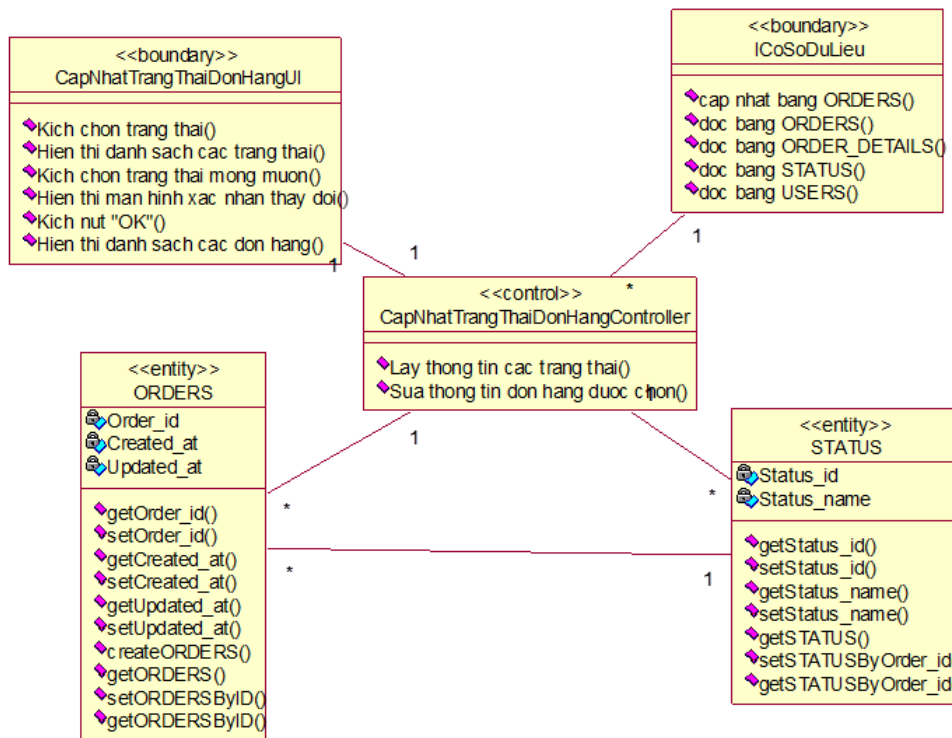 <<boundary>>
CapNhatTrangThaiDonHangUI
Kich chon trang thai()
Hien thi danh sach cac trang thai()
Kich chon trang thai mong muon()
Hien thi man hinh xac nhan thay doi()
Kich nut "OK"()
Hien thi danh sach cac don hang()
<<boundary>>
ICoSoDuLieu
cap nhat bang ORDERS()
doc bang ORDERS()
doc bang ORDER_DETAILS()
doc bang STATUS()
doc bang USERS()
1
1
1
*
<<control>>
CapNhatTrangThaiDonHangController
Lay thong tin cac trang thai()
Sua thong tin don hang duoc chon()
1
1
*
*
<<entity>>
ORDERS
Order_id
Created_at
Updated_at
getOrder_id()
setOrder_id()
getCreated_at()
setCreated_at()
getUpdated_at()
setUpdated_at()
createORDERS()
getORDERS()
setORDERSByID()
getORDERSByID()
*
1
<<entity>>
STATUS
Status_id
Status_name
getStatus_id()
setStatus_id()
getStatus_name()
setStatus_name()
getSTATUS()
setSTATUSByOrder_id
getSTATUSByOrder_id